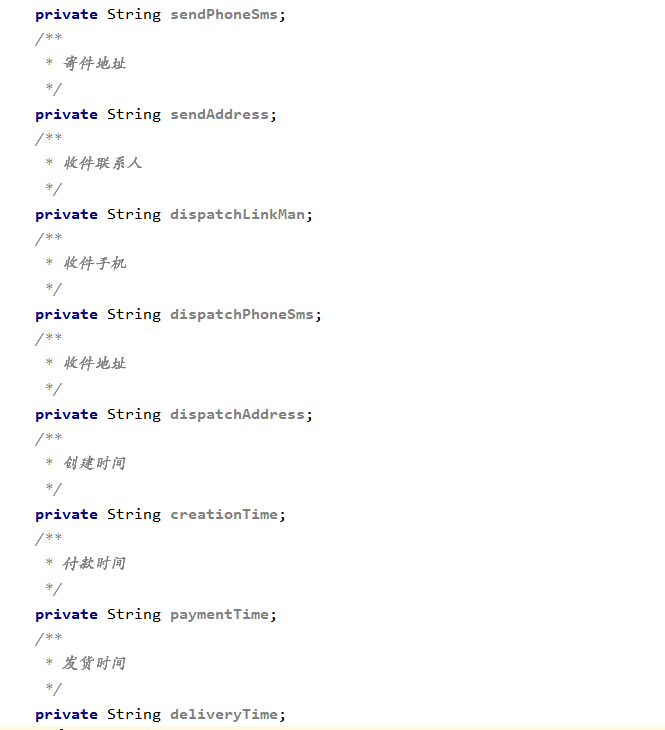 private String sendPhoneSms;
/**
* 寄件地址
*/
private String sendAddress;
/**
* 收件联系人
*/
private String dispatchLinkMan;
/**
* 收件手机
*/
private String dispatchPhoneSms;
/**
* 收件地址
*/
private String dispatchAddress;
/**
* 创建时间
*/
private String creationTime;
/**
* 付款时间
*/
private String paymentTime;
/**
* 发货时间
*/
private String deliveryTime;